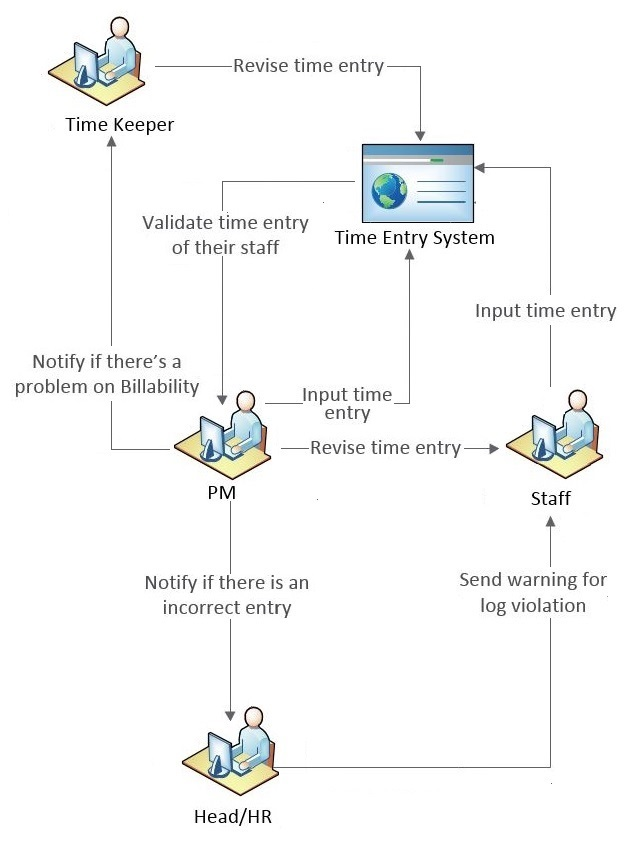 Revise time entry
Time Keeper
Validate time entry
of their staff
Time Entry System
Input time entry
Notify if there’s a
problem on Billability
Input time
entry
Revise time entry
PM
Staff
Notify if there is an
incorrect entry
Send warning for
log violation
Head/HR